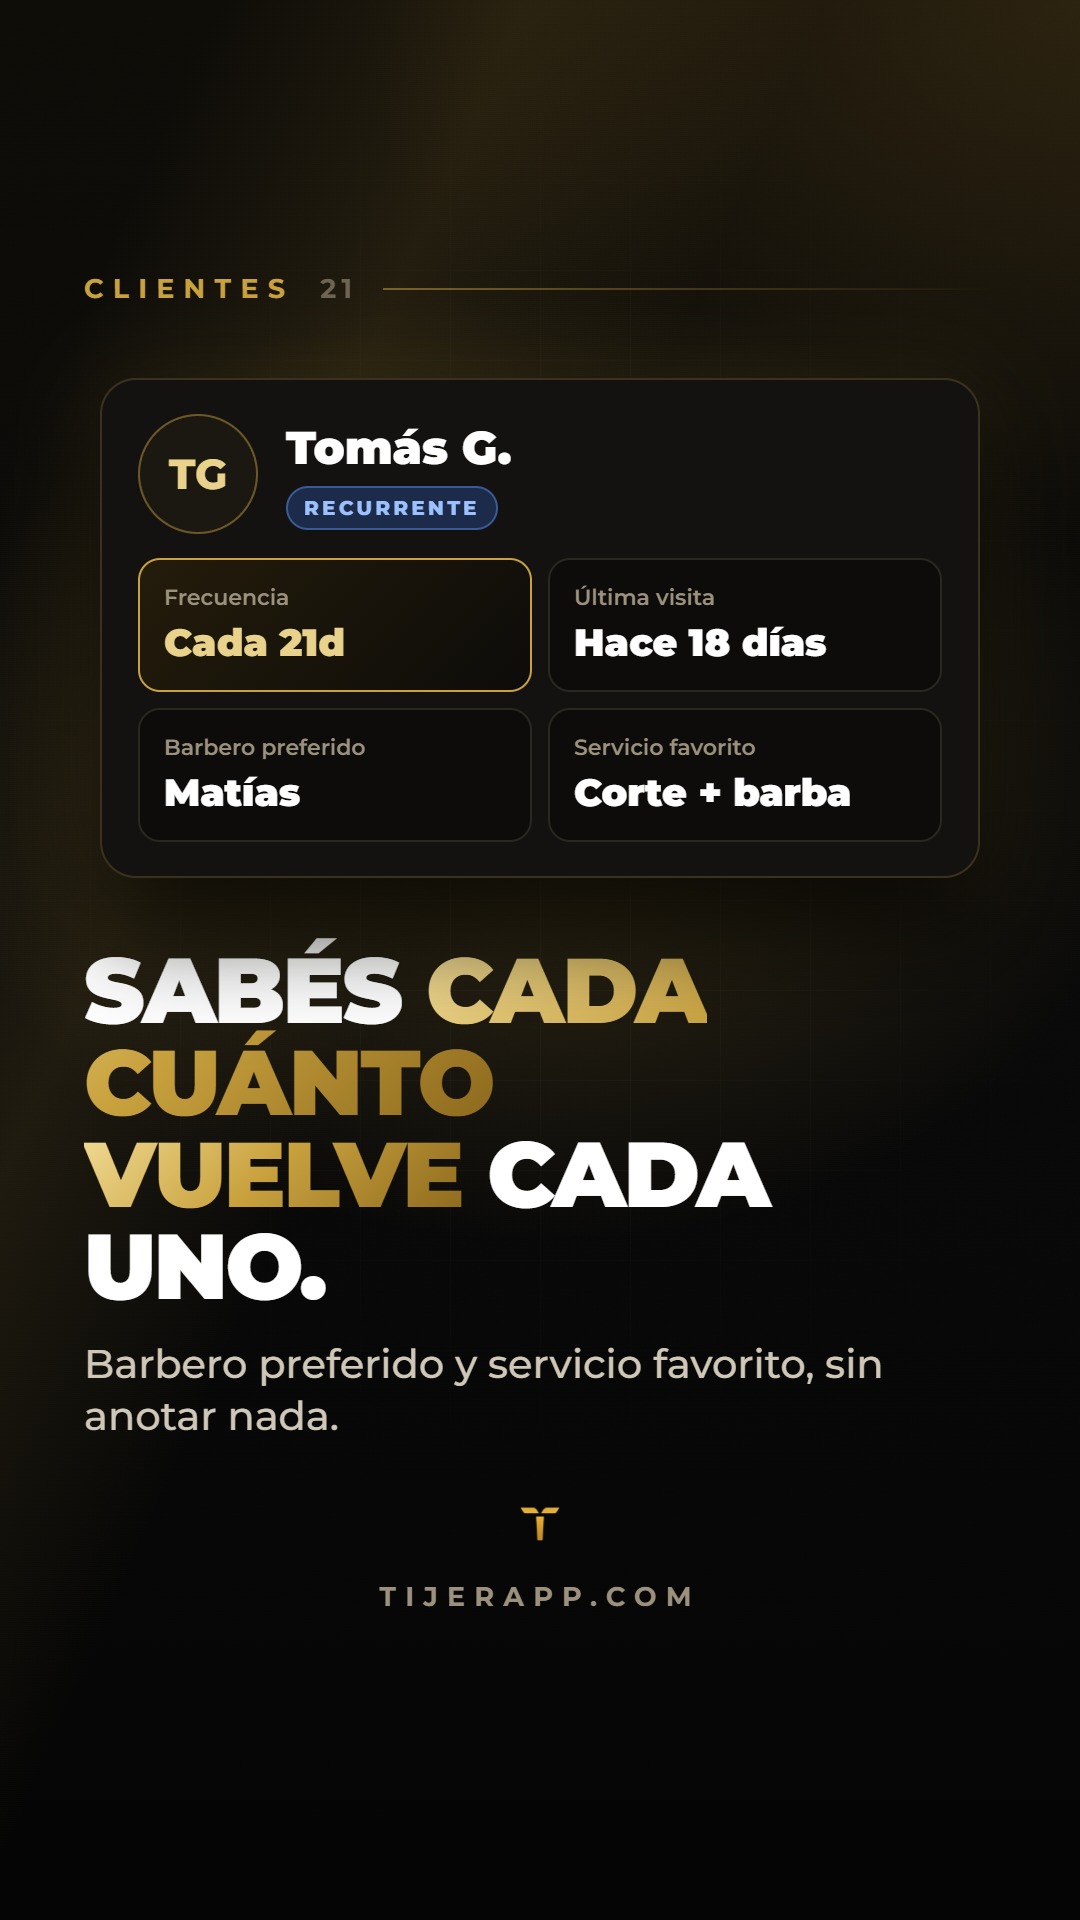 CLIENTES 21
TG
Tomás G.
RECURRENTE
Frecuencia
Cada 21d
Última visita
Hace 18 días
Barbero preferido
Matías
Servicio favorito
Corte + barba
SABÉS CADA
CUÁNTO
VUELVE CADA
UNO.
Barbero preferido y servicio favorito, sin
anotar nada.
TIJERAPP.COM